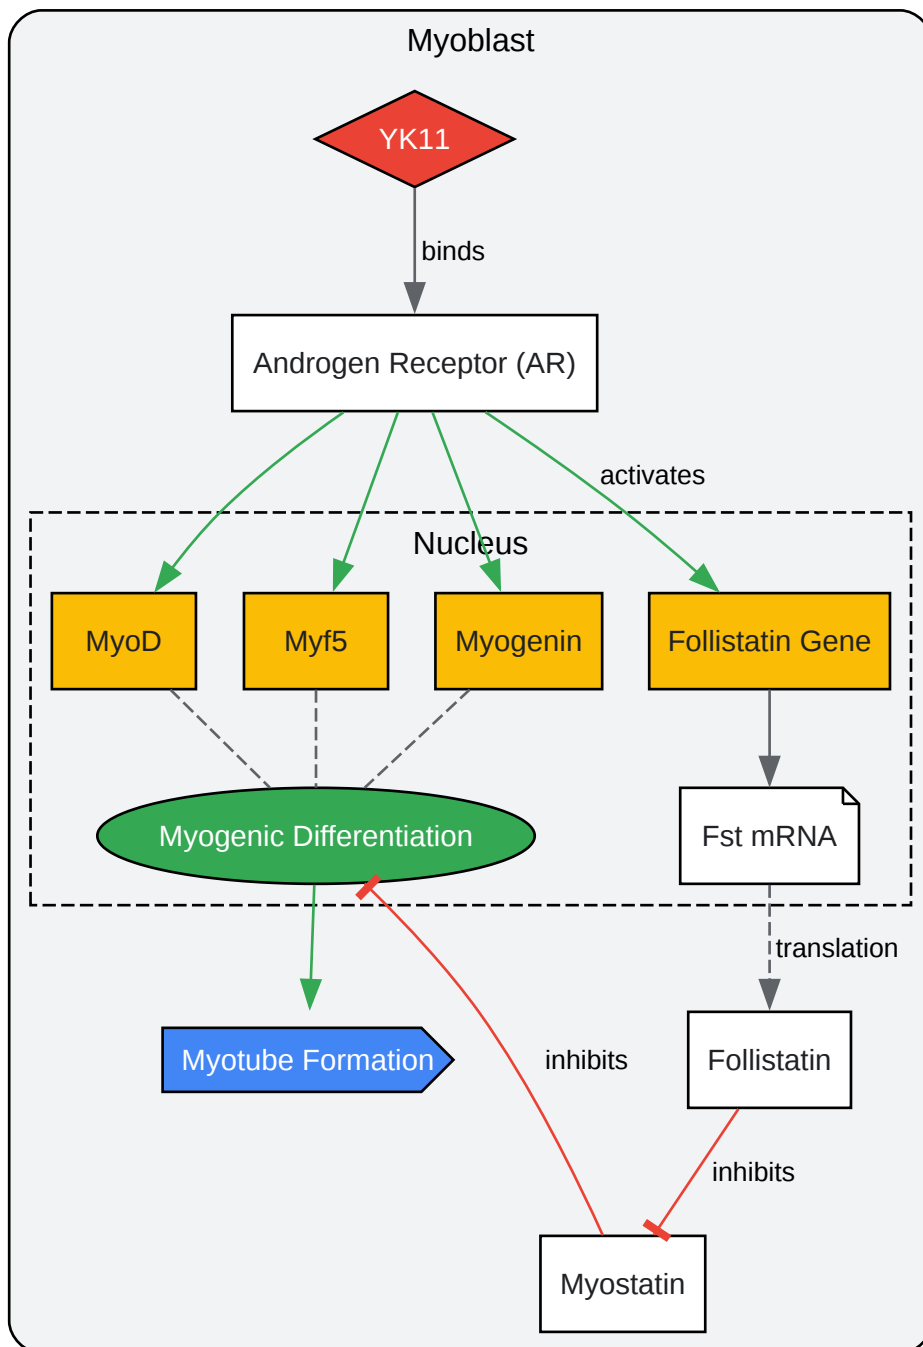 Myoblast
YK11
binds
Androgen Receptor (AR)
activates
Nucleus
MyoD
Myf5
Myogenin
Follistatin Gene
Myogenic Differentiation
Fst mRNA
translation
Myotube Formation
inhibits
Follistatin
inhibits
Myostatin